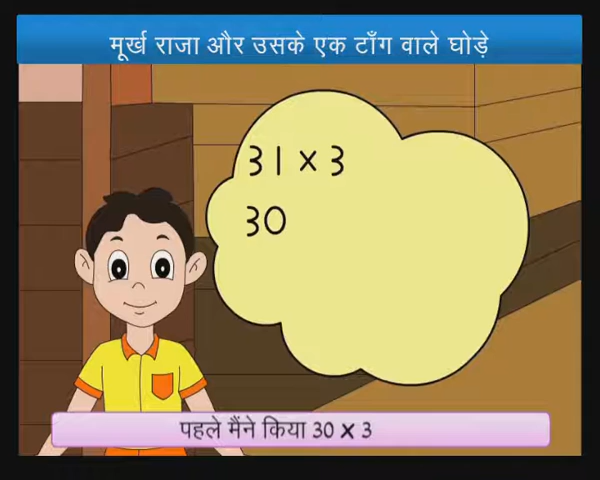 मूर्ख राजा और उसके एक टाँग वाले घोड़े
31 x 3
30
पहले मैंने किया 30 x 3